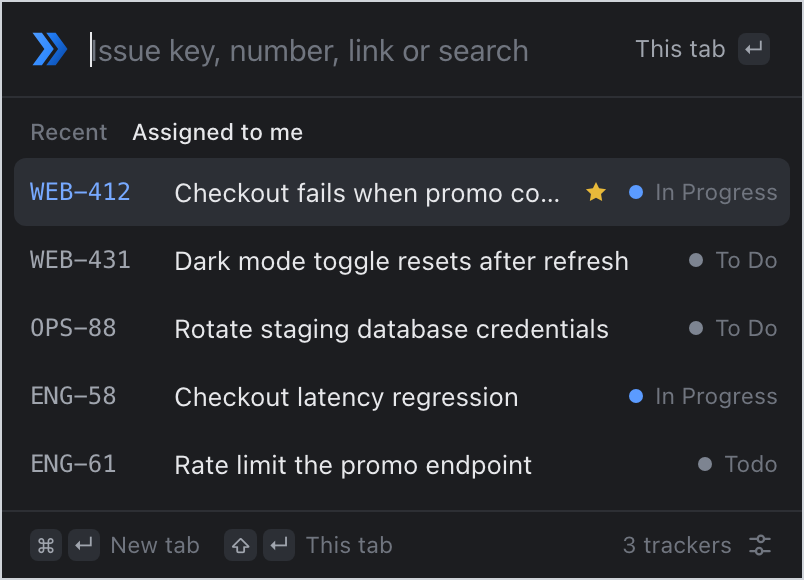 Issue key, number, link or search This tab ↵
Recent Assigned to me
WEB-412 Checkout fails when promo co... In Progress
WEB-431 Dark mode toggle resets after refresh To Do
OPS-88 Rotate staging database credentials To Do
ENG-58 Checkout latency regression In Progress
ENG-61 Rate limit the promo endpoint Todo
⌘ ↵ New tab ⇧ ↵ This tab 3 trackers